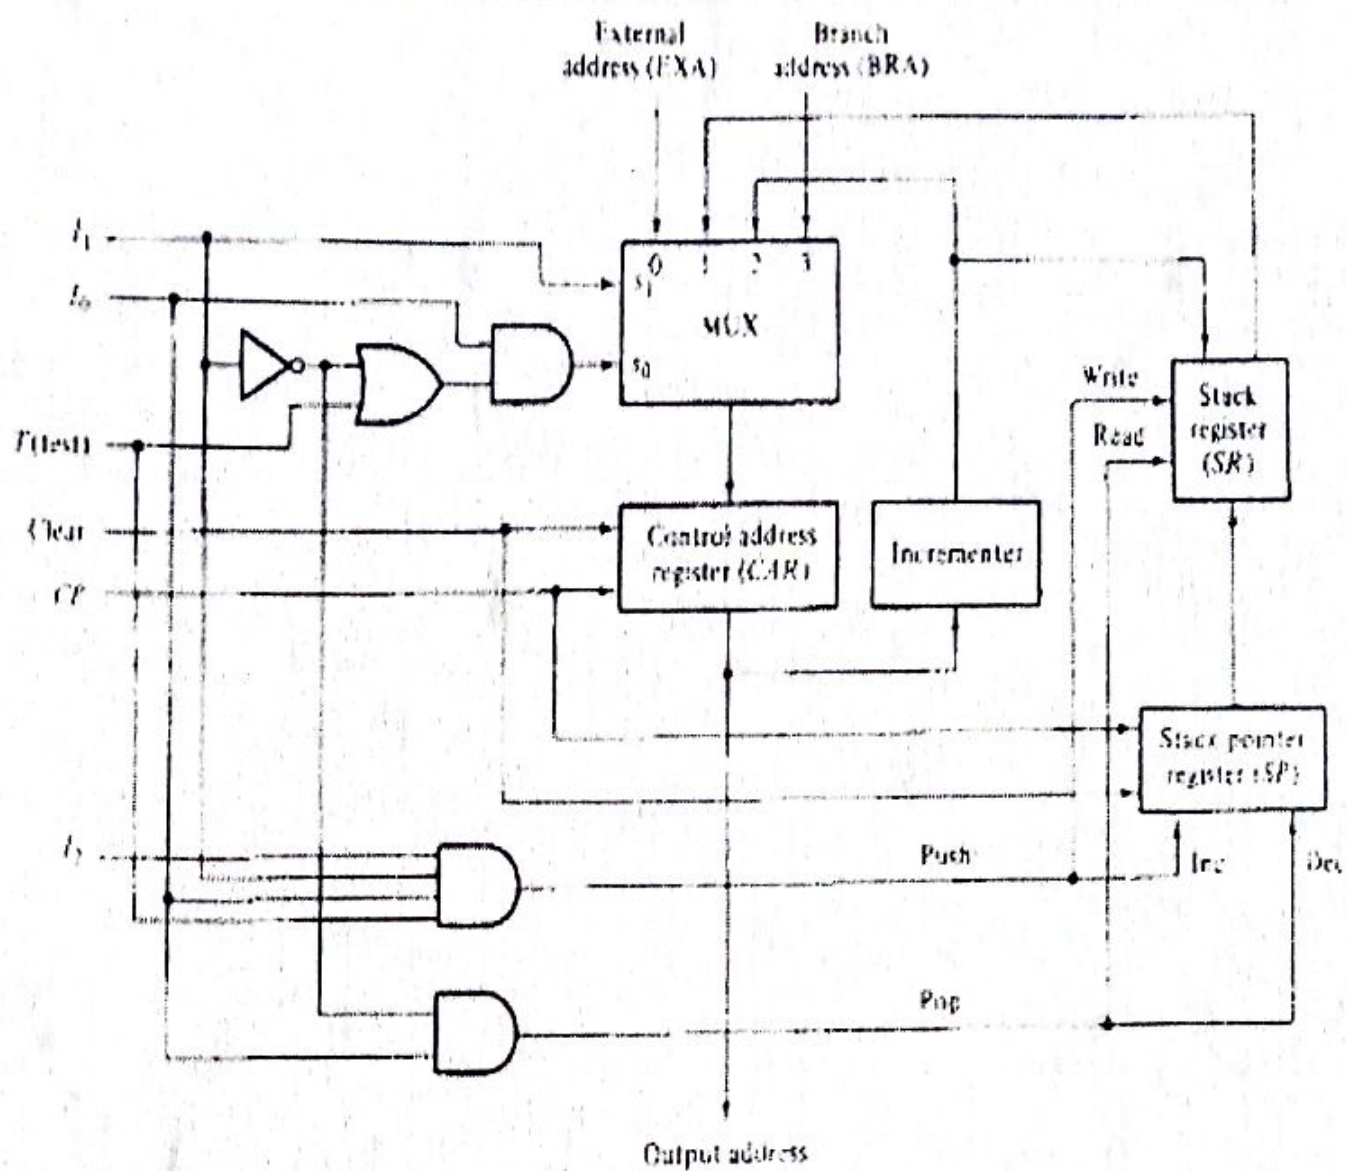 External
address (EXA)
Branch
address (BRA)
I1
I0
0 1 2 3
s1
MUX
s0
T(test)
Write
Read
Stack
register
(SR)
Clear
CP
Control address
register (CAR)
Incrementer
Stack pointer
register (SP)
I2
Push
Inc
Dec
Pop
Output address